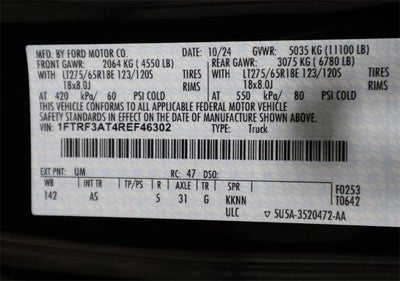 MFD. BY FORD MOTOR CO. DATE: 10/24 GVWR: 5035 KG (11100 LB)
FRONT GAWR: 2064 KG (4550 LB) REAR GAWR: 3075 KG (6780 LB)
WITH LT275/65R18E 123/120S TIRES WITH LT275/65R18E 123/120S TIRES
18x8.0J RIMS 18x8.0J RIMS
AT 420 kPa/ 60 PSI COLD AT 550 kPa/ 80 PSI COLD
THIS VEHICLE CONFORMS TO ALL APPLICABLE FEDERAL MOTOR VEHICLE
SAFETY STANDARDS IN EFFECT ON THE DATE OF MANUFACTURE SHOWN ABOVE.
VIN: 1FTRF3AT4REF46302 TYPE: Truck
EXT PNT: UM RC: 47 DSO:
WB INT TR TP/PS R AXLE TR SPR F0253
142 AS 5 31 G KKNN T0642
ULC 5U5A-3520472-AA